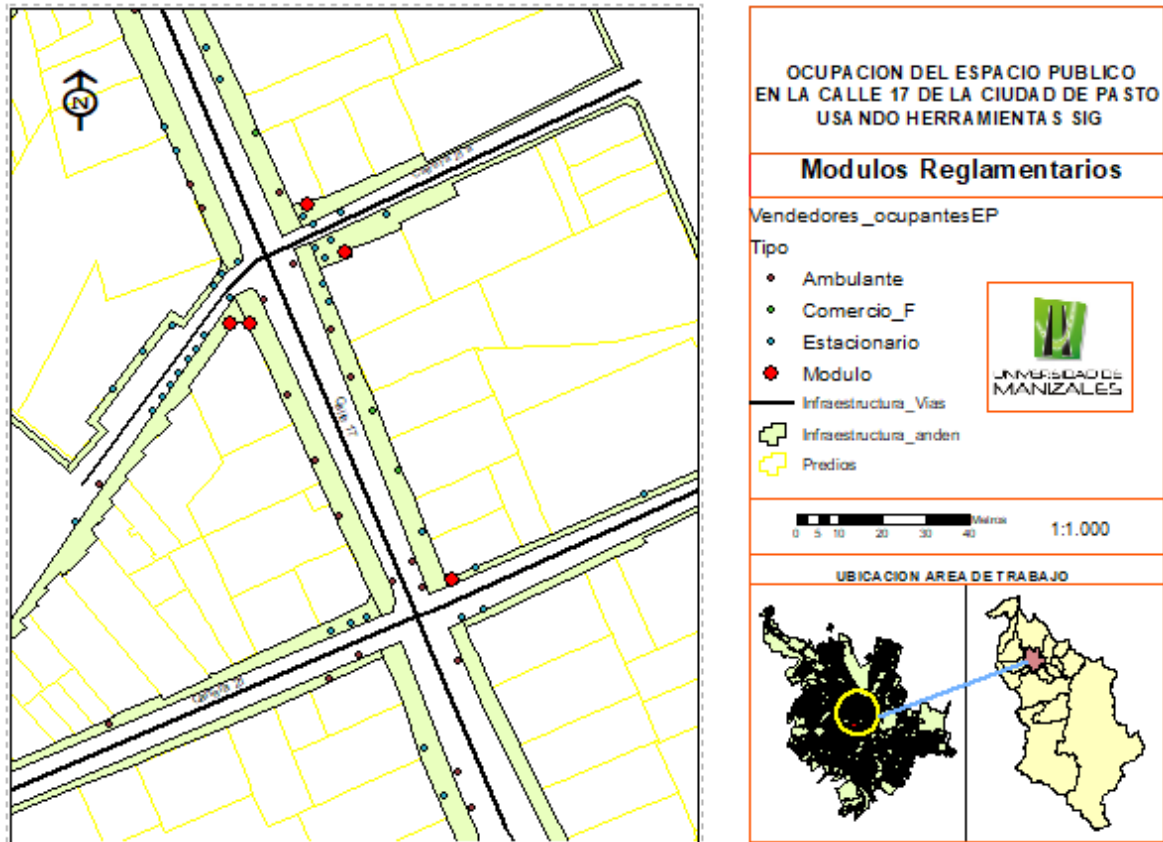 N
Calle 17
OCUPACION DEL ESPACIO PUBLICO
EN LA CALLE 17 DE LA CIUDAD DE PASTO
USANDO HERRAMIENTAS SIG
Modulos Reglamentarios
Vendedores_ocupantesEP
Tipo
Ambulante
Comercio_F
Estacionario
Modulo
Infraestructura_Vias
Infraestructura_anden
Predios
UNIVERSIDAD DE
MANIZALES
Metros
0 5 10 20 30 40
1:1.000
UBICACION AREA DE TRABAJO